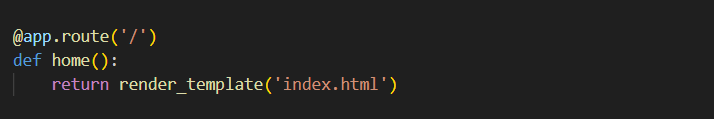 @app.route('/')
def home():
    return render_template('index.html')